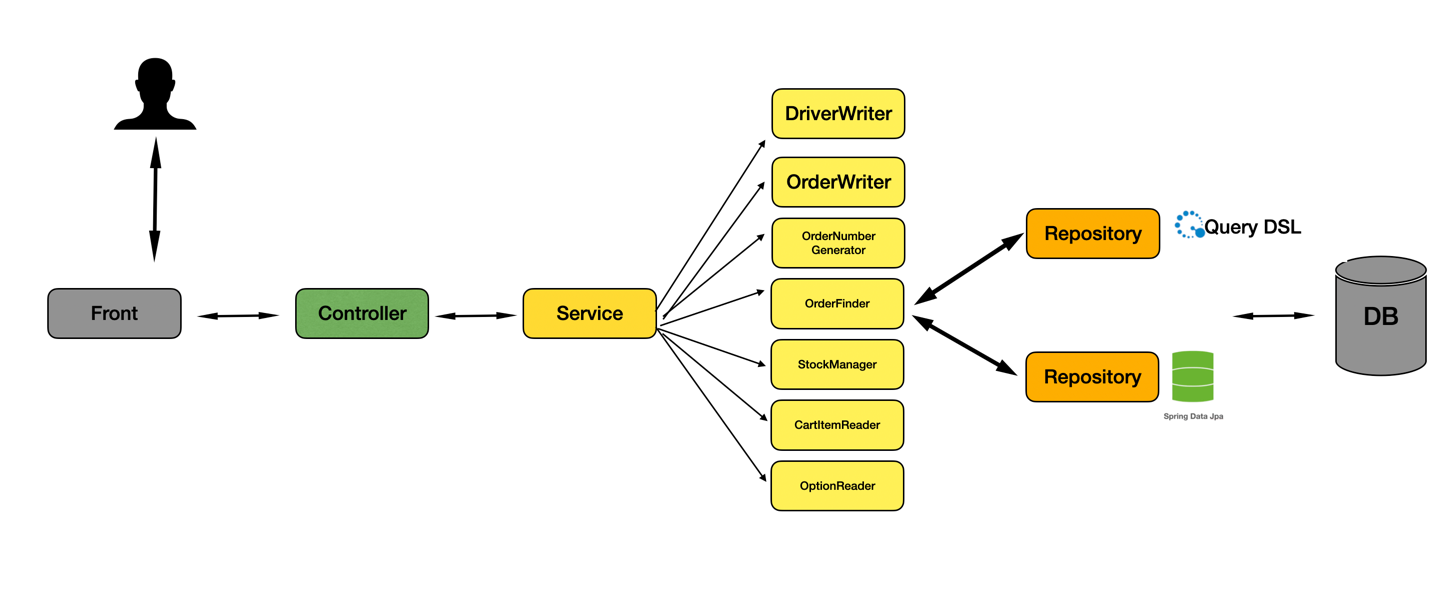 Front
Controller
Service
DriverWriter
OrderWriter
OrderNumber
Generator
OrderFinder
StockManager
CartItemReader
OptionReader
Repository
Query DSL
Repository
Spring Data Jpa
DB